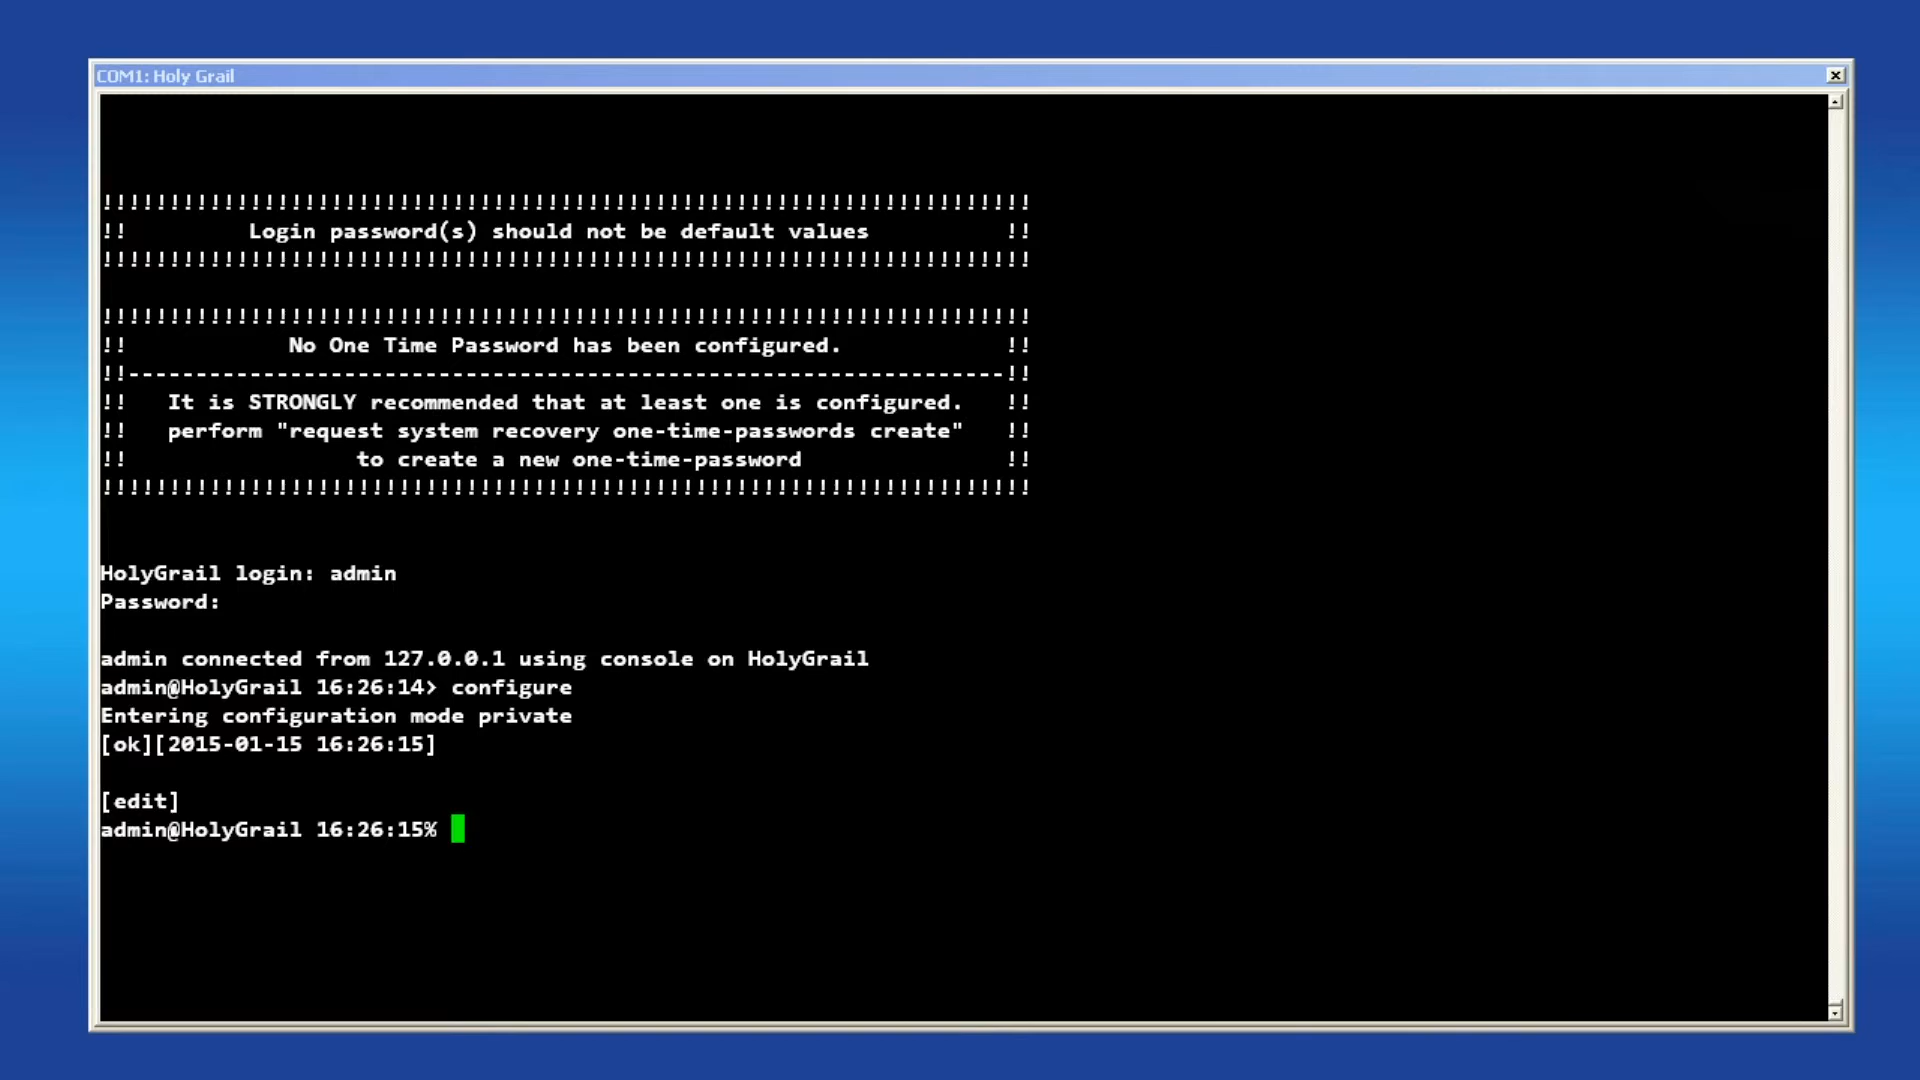 COM1: Holy Grail
!!!!!!!!!!!!!!!!!!!!!!!!!!!!!!!!!!!!!!!!!!!!!!!!!!!!!!!!!!!!!!!!!!!!!
!!         Login password(s) should not be default values          !!
!!!!!!!!!!!!!!!!!!!!!!!!!!!!!!!!!!!!!!!!!!!!!!!!!!!!!!!!!!!!!!!!!!!!!
!!!!!!!!!!!!!!!!!!!!!!!!!!!!!!!!!!!!!!!!!!!!!!!!!!!!!!!!!!!!!!!!!!!!!
!!            No One Time Password has been configured.            !!
!!-----------------------------------------------------------------!!
!!   It is STRONGLY recommended that at least one is configured.   !!
!!   perform "request system recovery one-time-passwords create"   !!
!!                 to create a new one-time-password               !!
!!!!!!!!!!!!!!!!!!!!!!!!!!!!!!!!!!!!!!!!!!!!!!!!!!!!!!!!!!!!!!!!!!!!!
HolyGrail login: admin
Password:
admin connected from 127.0.0.1 using console on HolyGrail
admin@HolyGrail 16:26:14> configure
Entering configuration mode private
[ok][2015-01-15 16:26:15]
[edit]
admin@HolyGrail 16:26:15%